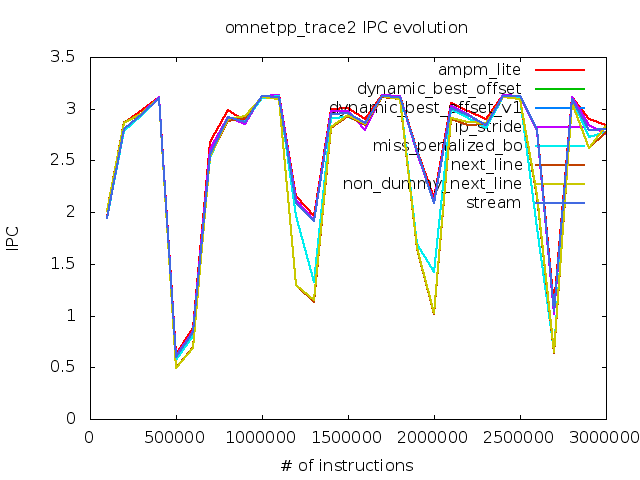 omnetpp_trace2 IPC evolution
3.5
3
2.5
2
1.5
1
0.5
0
IPC
ampm_lite
dynamic_best_offset
dynamic_best_offset_v1
ip_stride
miss_penalized_bo
next_line
non_dummy_next_line
stream
0
500000
1000000
1500000
2000000
2500000
3000000
# of instructions